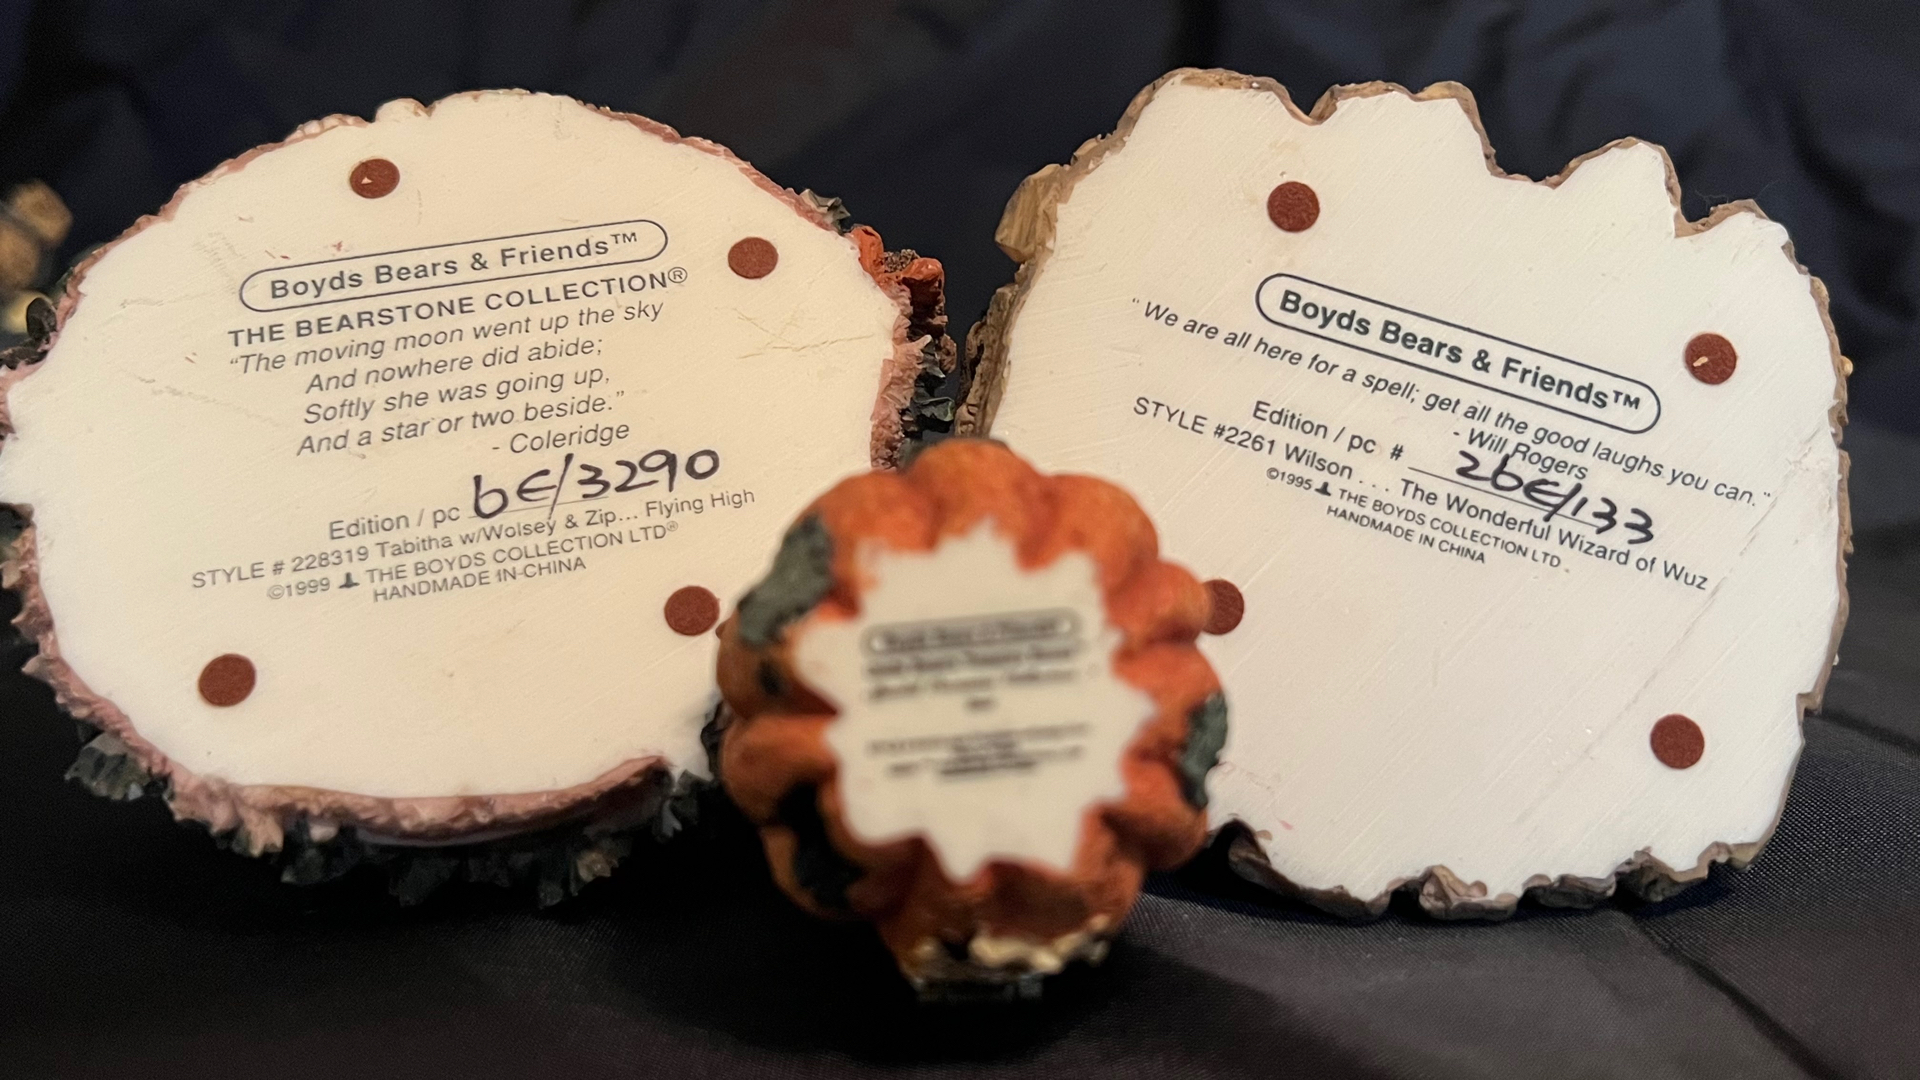 Boyds Bears & Friends™
THE BEARSTONE COLLECTION®
"The moving moon went up the sky
And nowhere did abide;
Softly she was going up,
And a star or two beside."
- Coleridge
Edition / pc 6E/3290
STYLE # 228319 Tabitha w/Wolsey & Zip... Flying High
©1999 THE BOYDS COLLECTION LTD®
HANDMADE IN CHINA
Boyds Bears & Friends™
"We are all here for a spell; get all the good laughs you can."
- Will Rogers
Edition / pc # 26E/133
STYLE #2261 Wilson . . . The Wonderful Wizard of Wuz
©1995 THE BOYDS COLLECTION LTD.
HANDMADE IN CHINA